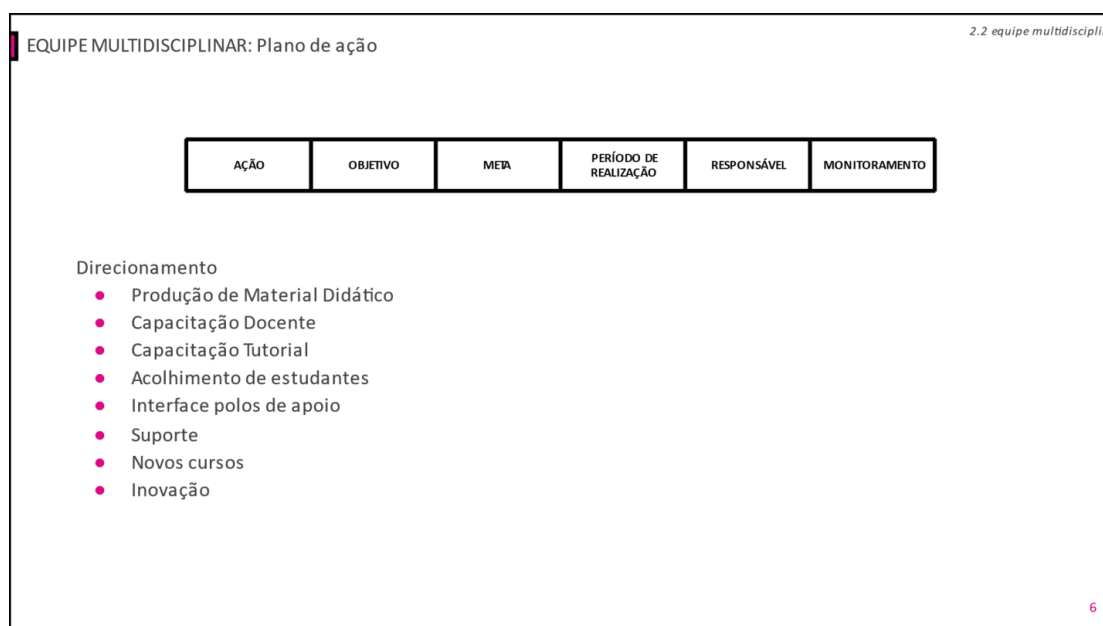 2.2 equipe multidiscipli
EQUIPE MULTIDISCIPLINAR: Plano de ação
AÇÃO
OBJETIVO
META
PERÍODO DE
REALIZAÇÃO
RESPONSÁVEL
MONITORAMENTO
Direcionamento
● Produção de Material Didático
● Capacitação Docente
● Capacitação Tutorial
● Acolhimento de estudantes
● Interface polos de apoio
● Suporte
● Novos cursos
● Inovação
6